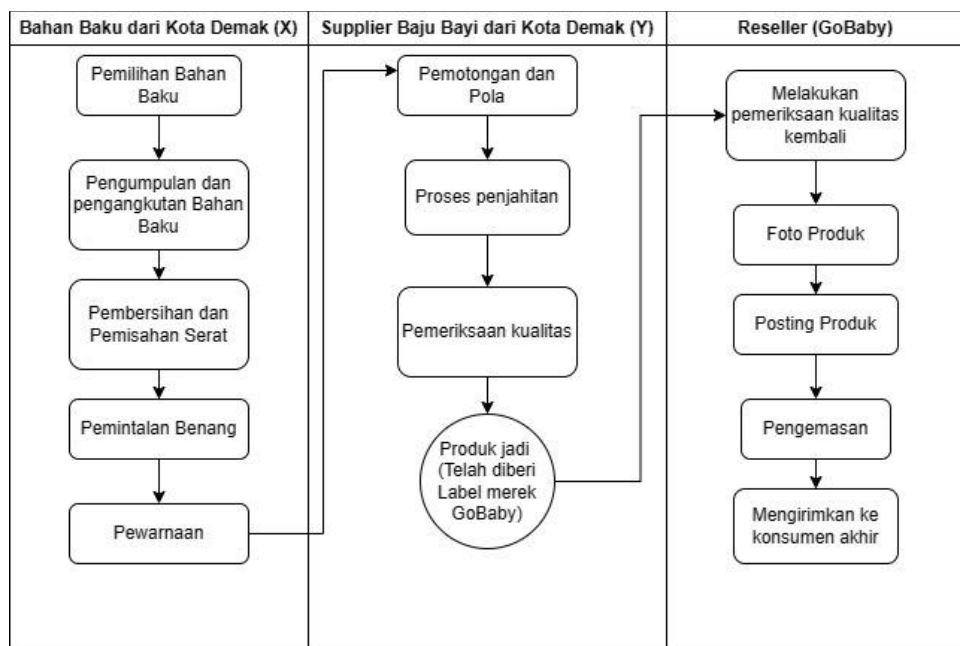 Bahan Baku dari Kota Demak (X)
Supplier Baju Bayi dari Kota Demak (Y)
Reseller (GoBaby)
Pemilihan Bahan
Baku
Pengumpulan dan
pengangkutan Bahan
Baku
Pembersihan dan
Pemisahan Serat
Pemintalan Benang
Pewarnaan
Pemotongan dan
Pola
Proses penjahitan
Pemeriksaan kualitas
Produk jadi
(Telah diberi
Label merek
GoBaby)
Melakukan
pemeriksaan kualitas
kembali
Foto Produk
Posting Produk
Pengemasan
Mengirimkan ke
konsumen akhir